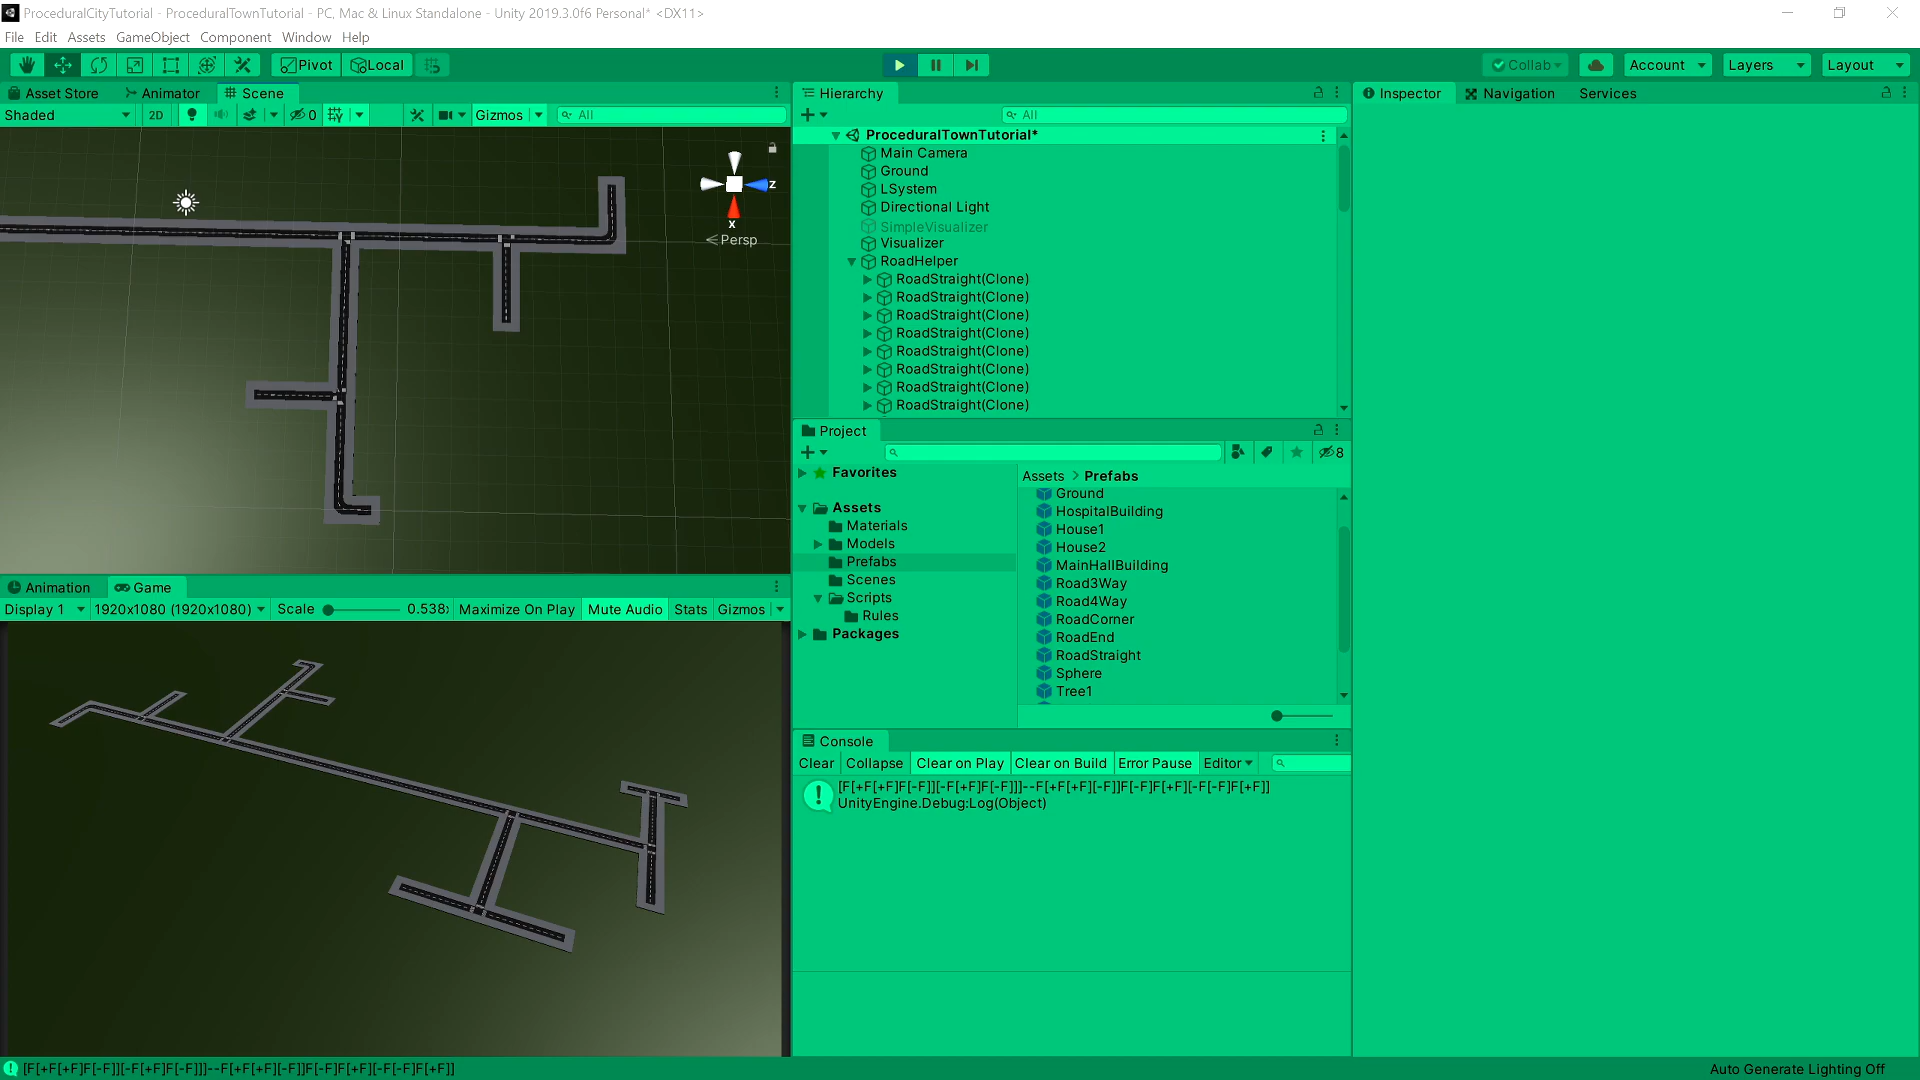 ProceduralCityTutorial - ProceduralTownTutorial - PC, Mac & Linux Standalone - Unity 2019.3.0f6 Personal* <DX11>
File Edit Assets GameObject Component Window Help
Pivot Local Collab Account Layers Layout
Asset Store Animator Scene
Shaded 2D 0 Gizmos All
z
x
Persp
Animation Game
Display 1 1920x1080 (1920x1080) Scale 0.538: Maximize On Play Mute Audio Stats Gizmos
Hierarchy
All
ProceduralTownTutorial*
Main Camera
Ground
LSystem
Directional Light
SimpleVisualizer
Visualizer
RoadHelper
RoadStraight(Clone)
RoadStraight(Clone)
RoadStraight(Clone)
RoadStraight(Clone)
RoadStraight(Clone)
RoadStraight(Clone)
RoadStraight(Clone)
RoadStraight(Clone)
Project
8
Favorites
Assets
Materials
Models
Prefabs
Scenes
Scripts
Rules
Packages
Assets > Prefabs
Ground
HospitalBuilding
House1
House2
MainHallBuilding
Road3Way
Road4Way
RoadCorner
RoadEnd
RoadStraight
Sphere
Tree1
Console
Clear Collapse Clear on Play Clear on Build Error Pause Editor
[F[+F[+F]F[-F]][-F[+F]F[-F]]]--F[+F[+F][-F]]F[-F]F[+F][-F[-F]F[+F]]
UnityEngine.Debug:Log(Object)
Inspector Navigation Services
[F[+F[+F]F[-F]][-F[+F]F[-F]]]--F[+F[+F][-F]]F[-F]F[+F][-F[-F]F[+F]]
Auto Generate Lighting Off